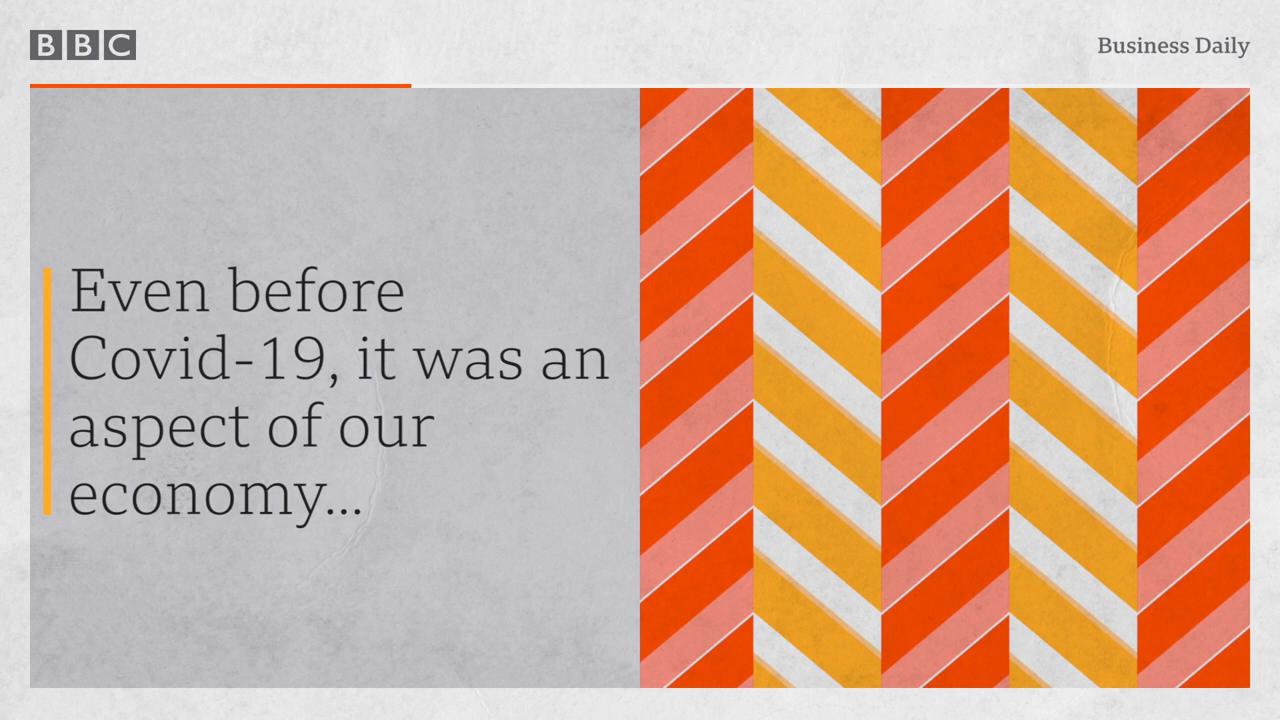 BBC
Business Daily
Even before
Covid-19, it was an
aspect of our
economy...